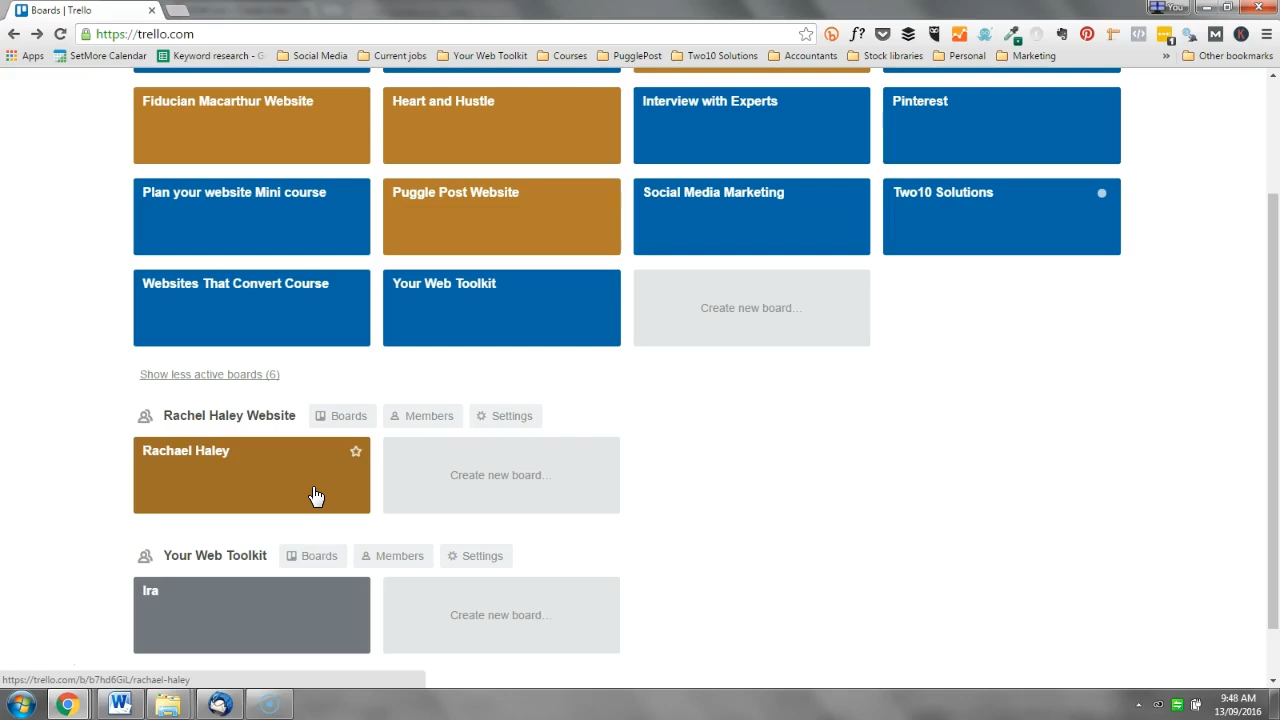 Boards | Trello
You
https://trello.com
f?
Apps
SetMore Calendar
Keyword research - G
Social Media
Current jobs
Your Web Toolkit
Courses
PugglePost
Two10 Solutions
Accountants
Stock libraries
Personal
Marketing
»
Other bookmarks
Fiducian Macarthur Website
Heart and Hustle
Interview with Experts
Pinterest
Plan your website Mini course
Puggle Post Website
Social Media Marketing
Two10 Solutions
Websites That Convert Course
Your Web Toolkit
Create new board...
Show less active boards (6)
Rachel Haley Website
Boards
Members
Settings
Rachael Haley
Create new board...
Your Web Toolkit
Boards
Members
Settings
Ira
Create new board...
https://trello.com/b/b7hd6GiL/rachael-haley
9:48 AM
13/09/2016